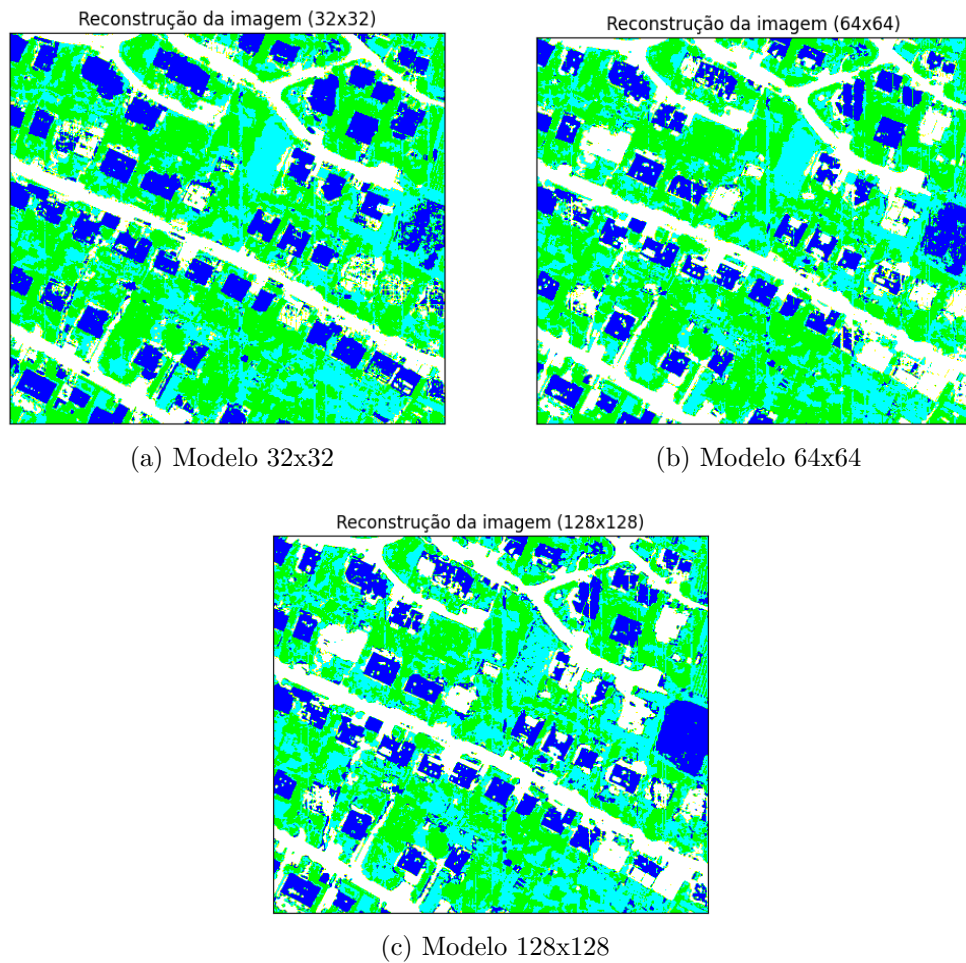 Reconstrução da imagem (32x32)
Reconstrução da imagem (64x64)
(a) Modelo 32x32
(b) Modelo 64x64
Reconstrução da imagem (128x128)
(c) Modelo 128x128